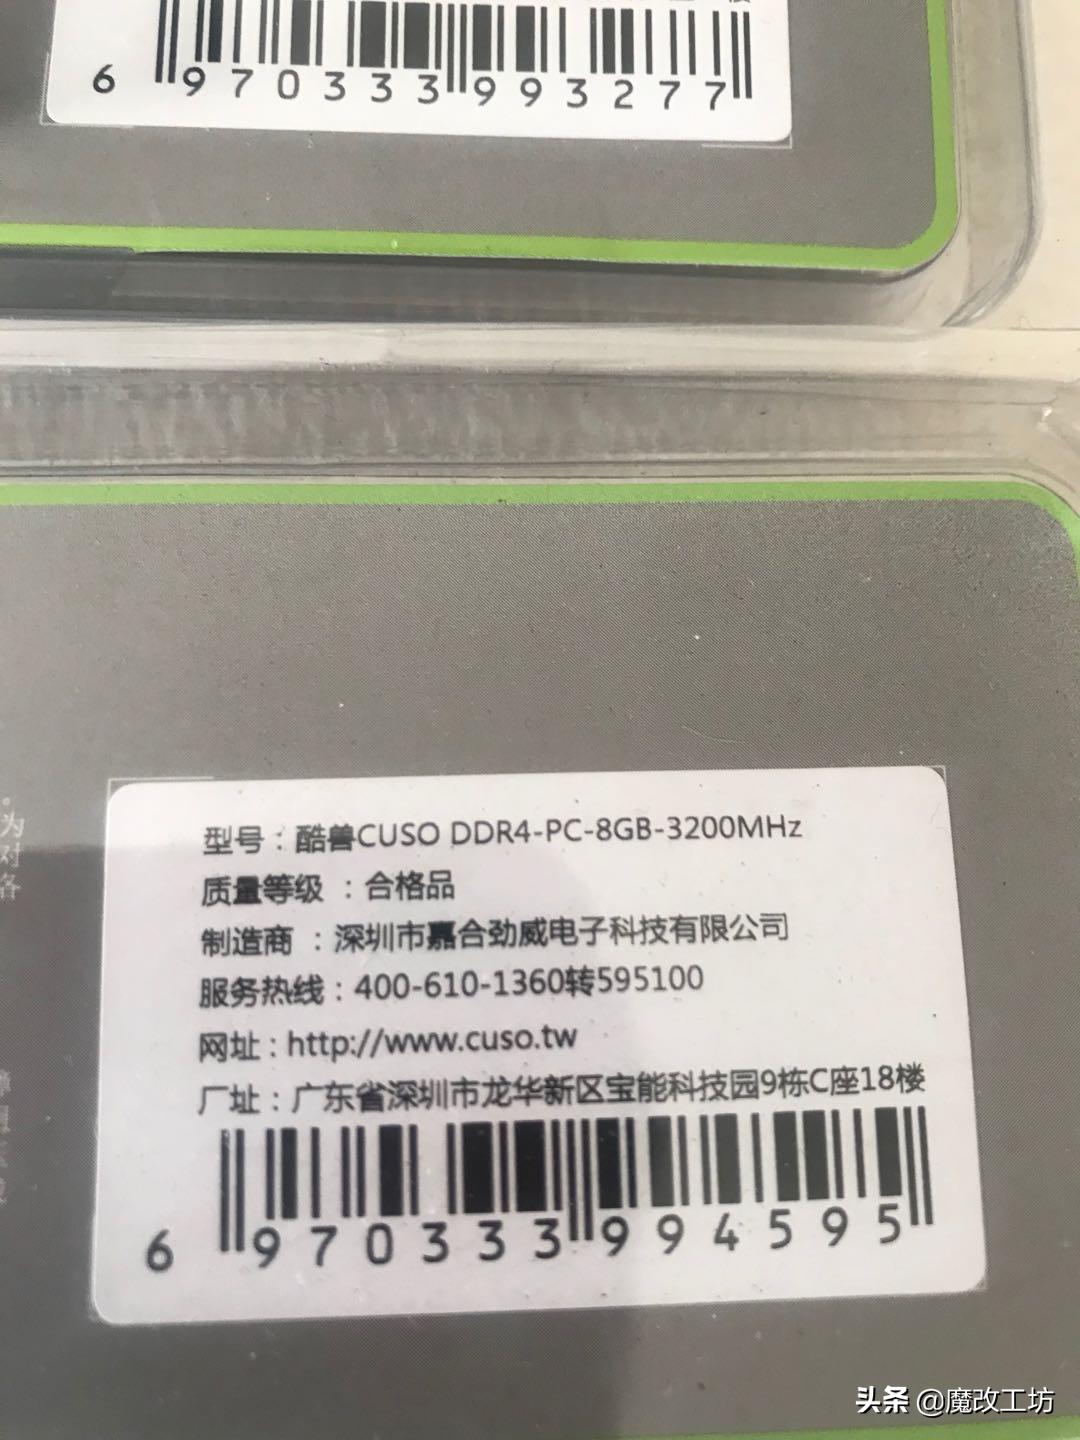 6 970333 993277
型号：酷兽CUSO DDR4-PC-8GB-3200MHz
质量等级 ：合格品
制造商 ：深圳市嘉合劲威电子科技有限公司
服务热线：400-610-1360转595100
网址：http://www.cuso.tw
厂址：广东省深圳市龙华新区宝能科技园9栋C座18楼
6 970333 994595
为
对
客
头条 @魔改工坊